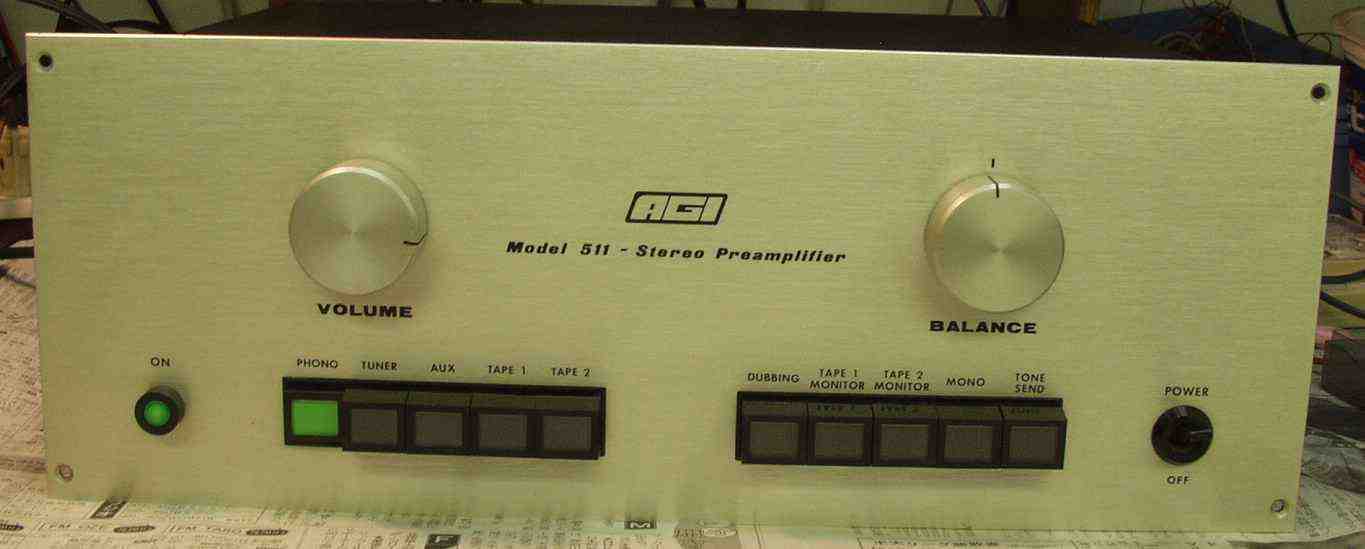 AGI
Model 511 - Stereo Preamplifier
VOLUME
BALANCE
ON
PHONO
TUNER
AUX
TAPE 1
TAPE 2
DUBBING
TAPE 1
MONITOR
TAPE 2
MONITOR
MONO
TONE
SEND
POWER
OFF